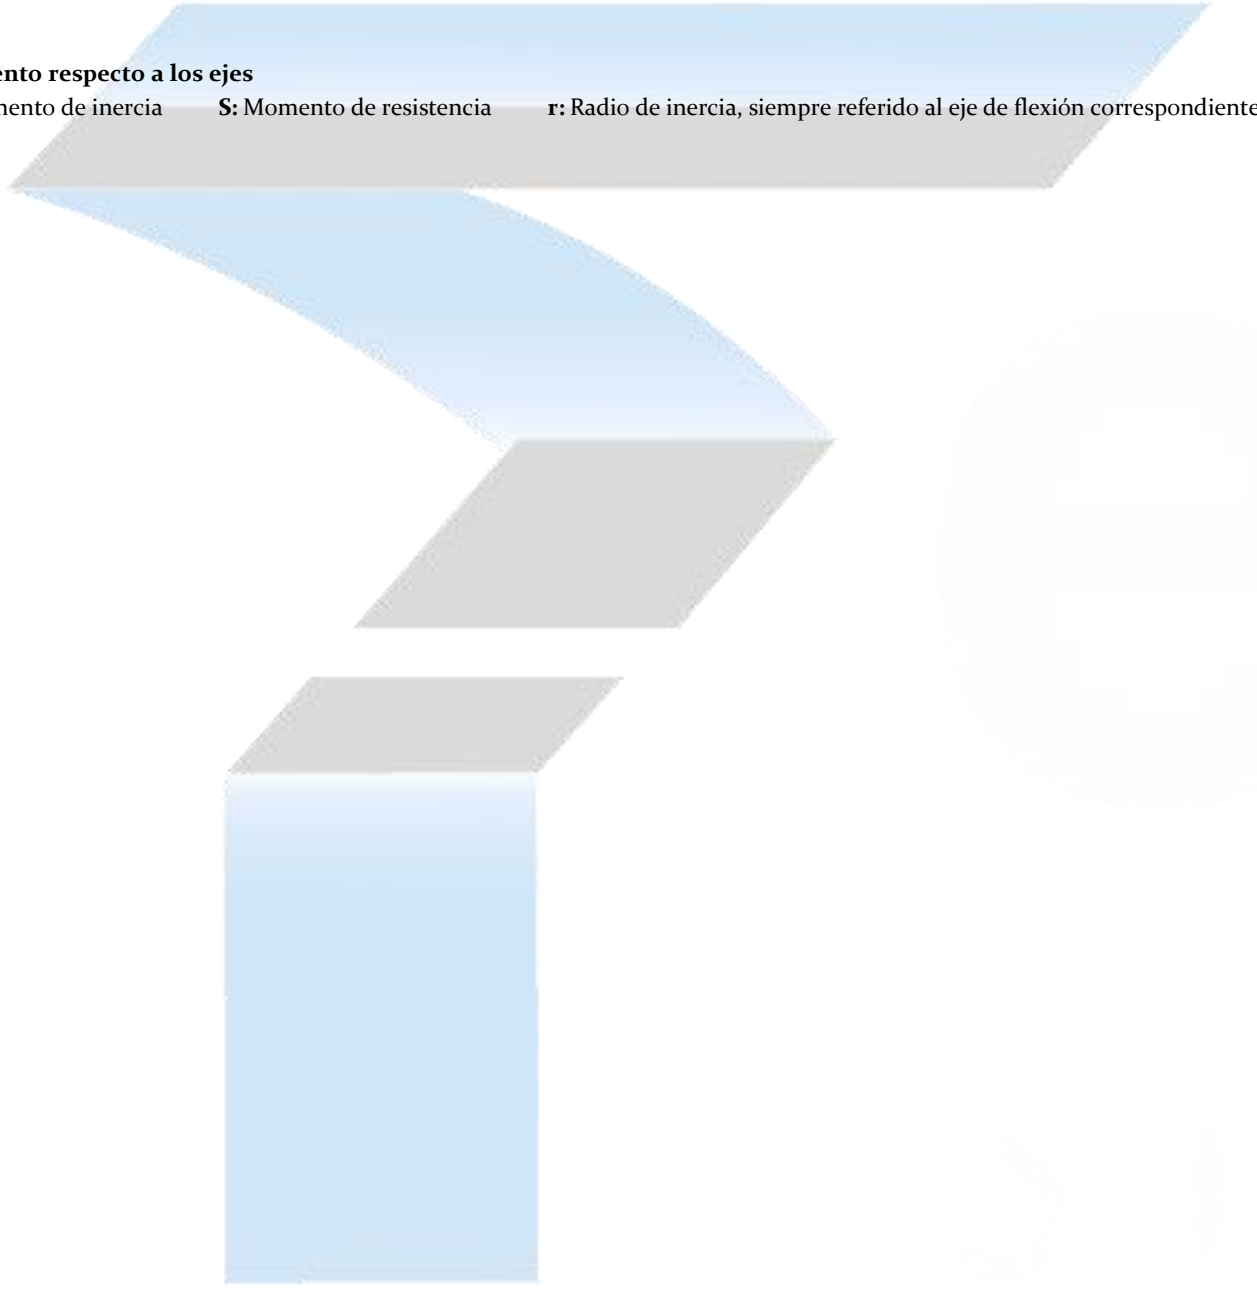 ento respecto a los ejes
mento de inercia S: Momento de resistencia r: Radio de inercia, siempre referido al eje de flexión correspondiente